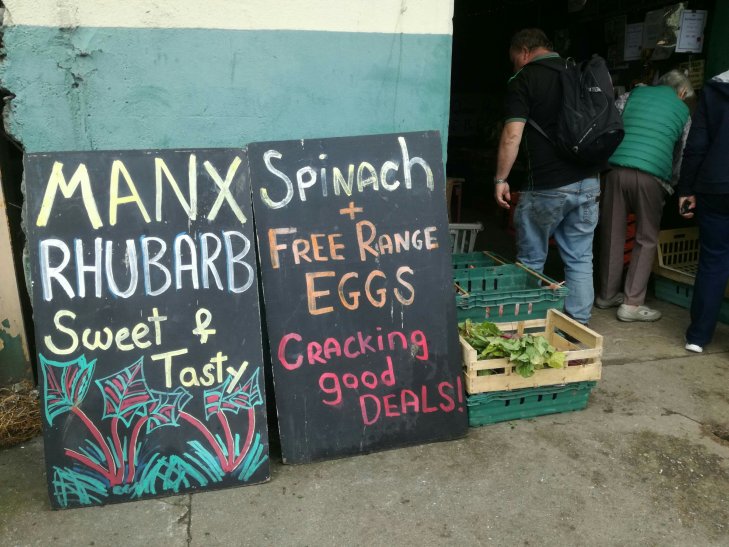 MANX
RHUBARB
Sweet &
Tasty
Spinach
+
FREE RANGE
EGGS
CRACKING
good
DEALS!